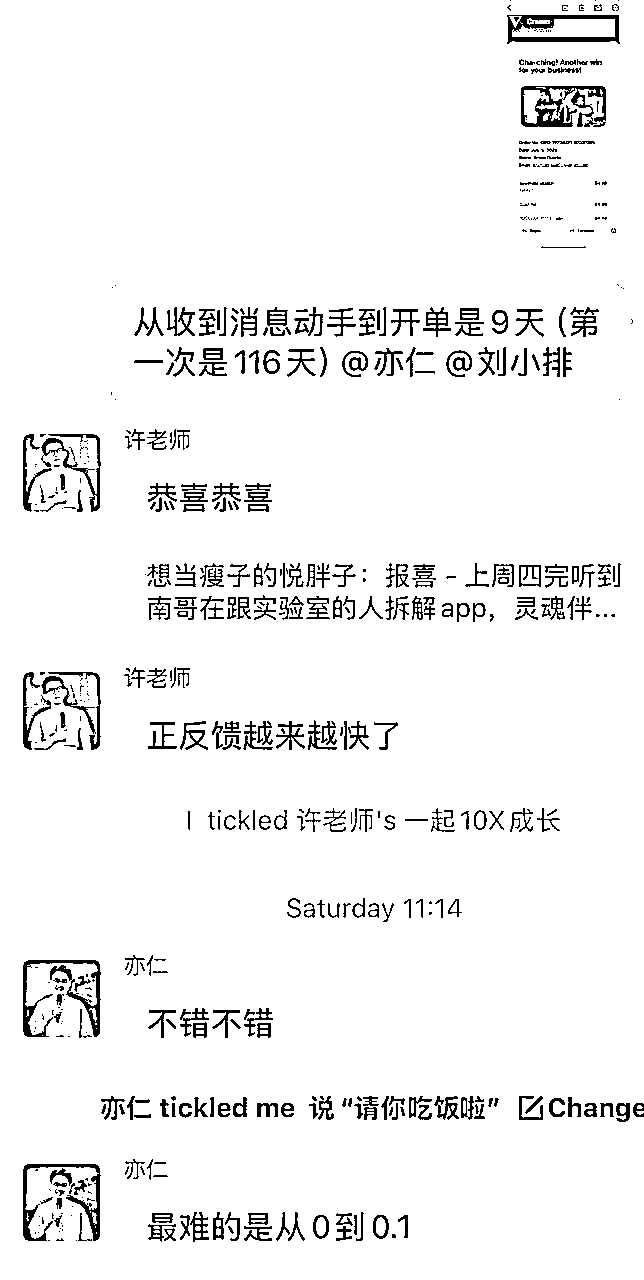 Cha-ching! Another win
for your business!
从收到消息动手到开单是9天（第
一次是116天）@亦仁 @刘小排
许老师
恭喜恭喜
想当瘦子的悦胖子：报喜 - 上周四完听到
南哥在跟实验室的人拆解app，灵魂伴...
许老师
正反馈越来越快了
I tickled 许老师's 一起10X成长
Saturday 11:14
亦仁
不错不错
亦仁 tickled me 说“请你吃饭啦” Change
亦仁
最难的是从0到0.1